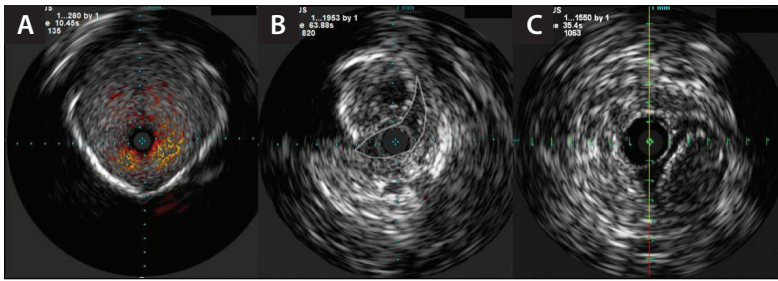 A
JS
1...280 by 1
e 10.45s
135
B
JS
1...1953 by 1
e 63.88s
820
C
JS
1...1550 by 1
e 35.4s
1063